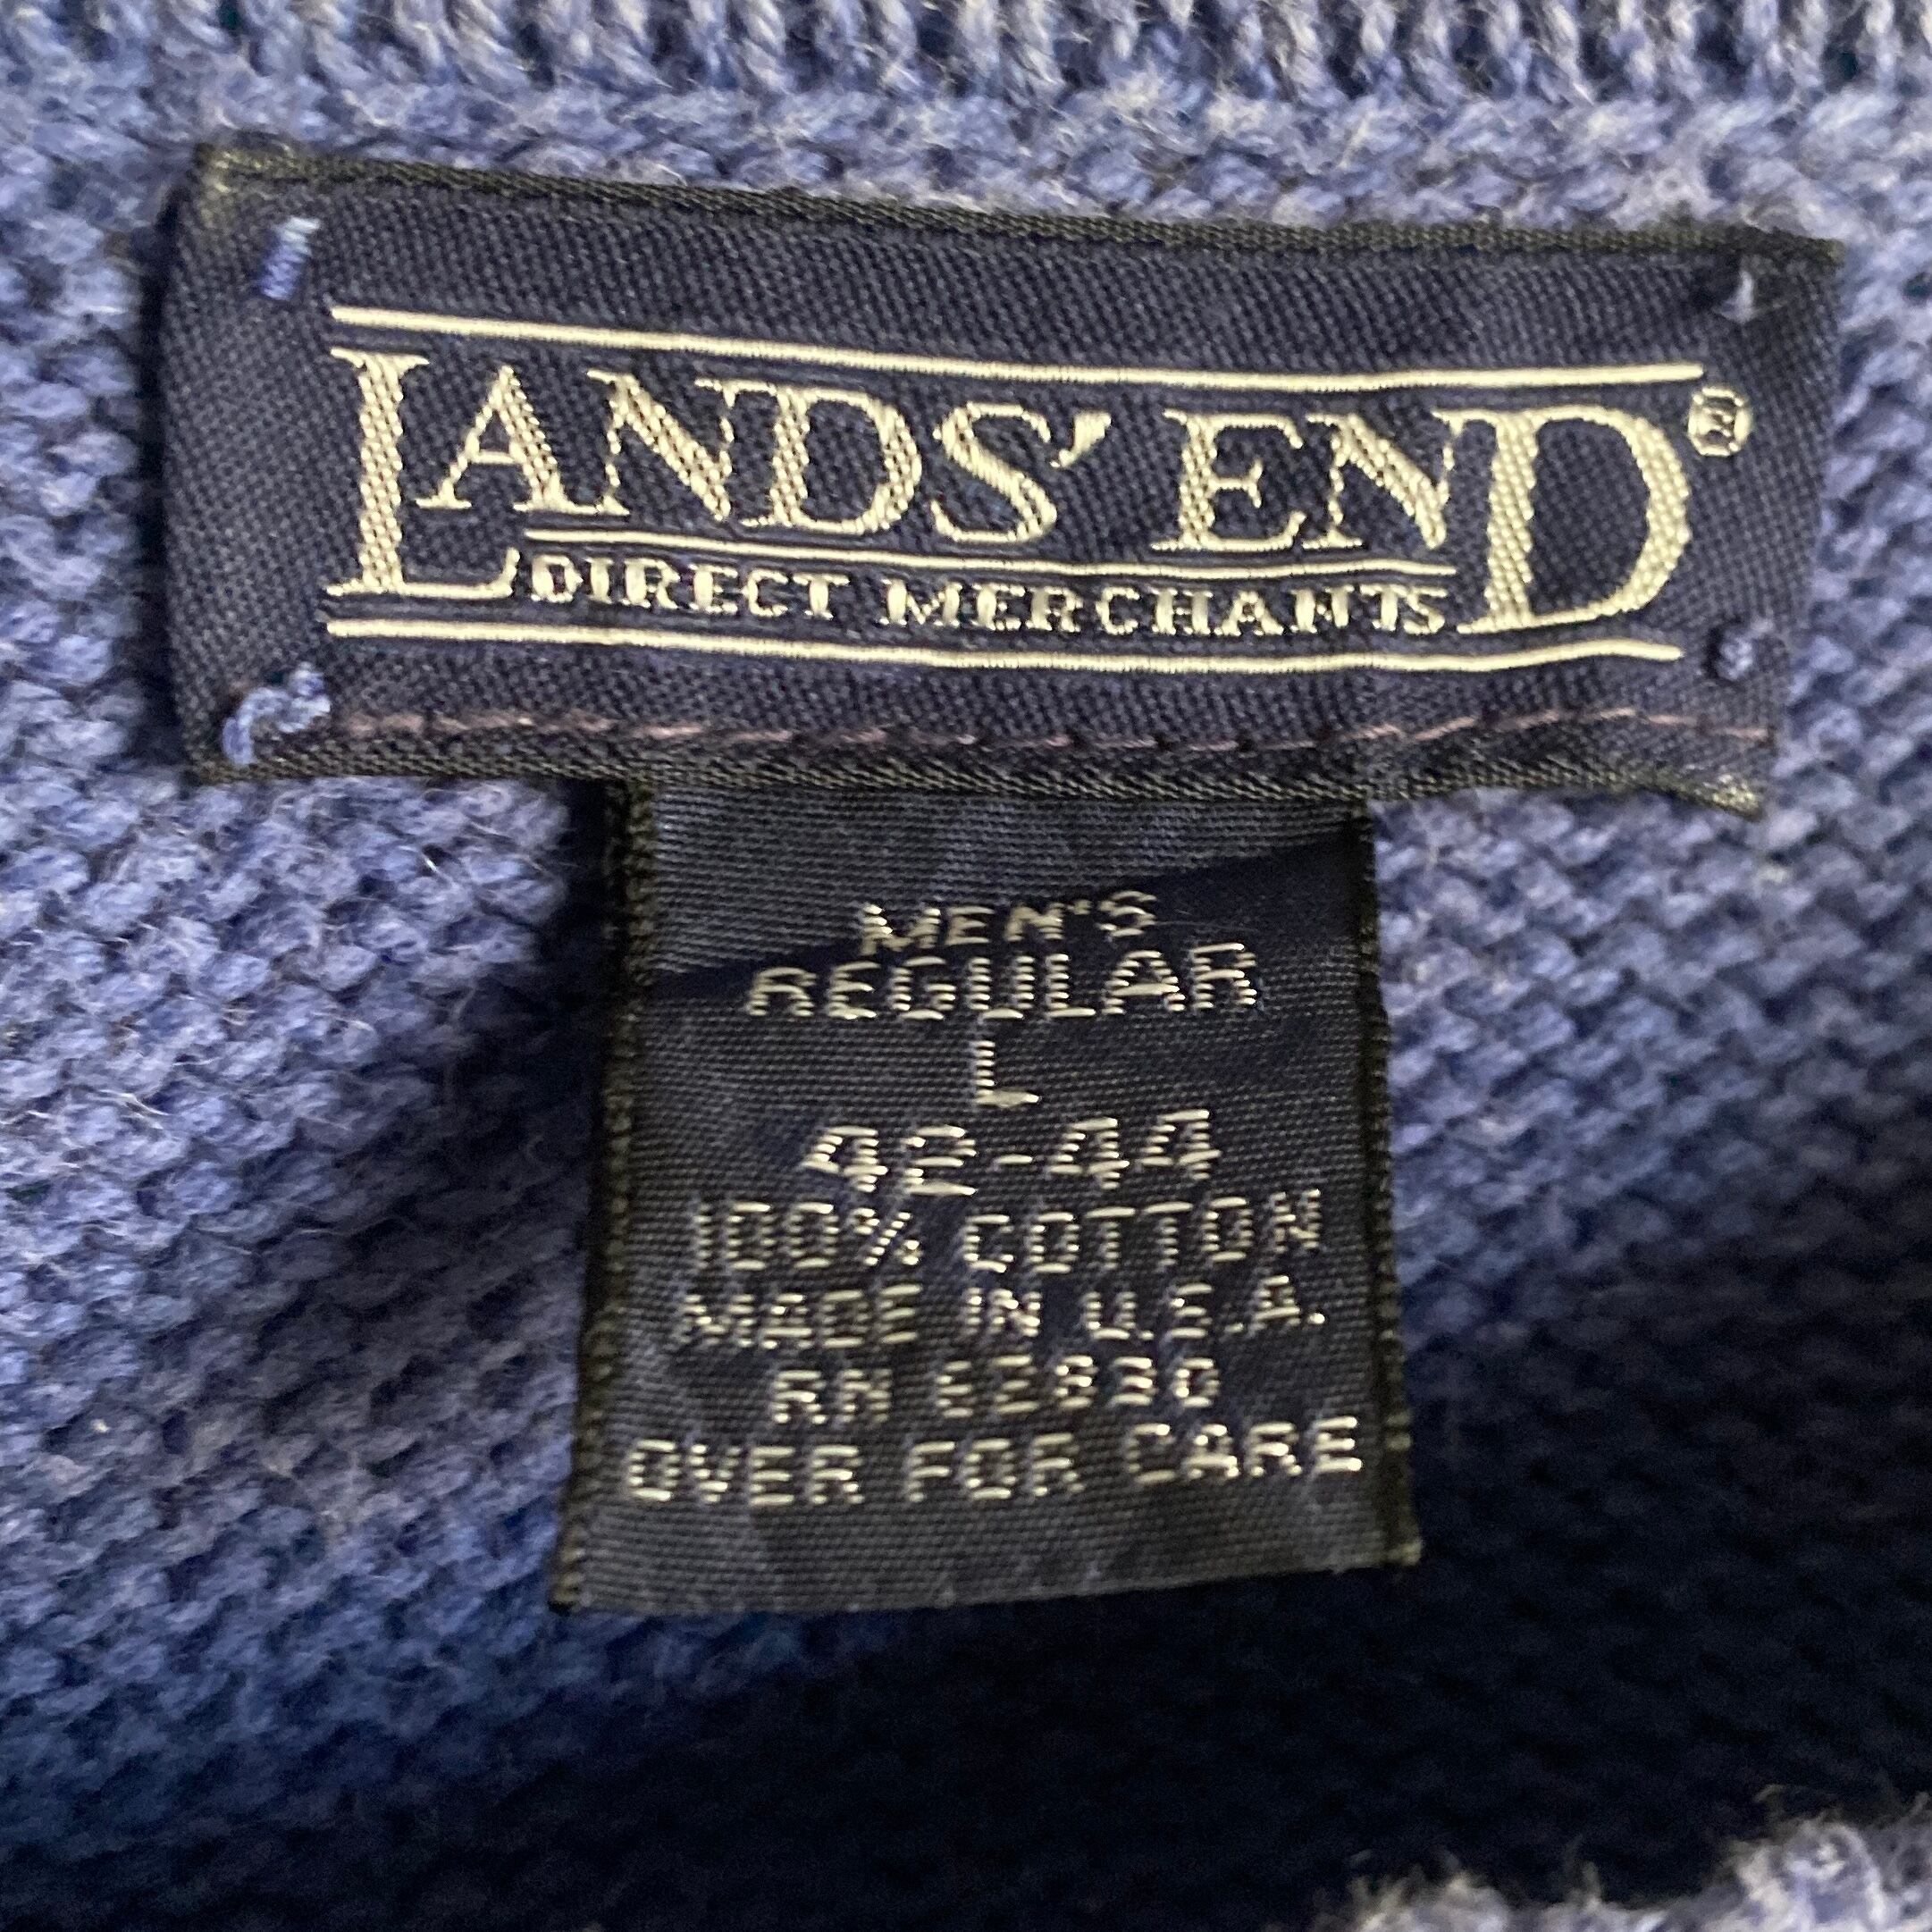 LANDS' END®
DIRECT MERCHANTS
MEN'S
REGULAR
L
42-44
100% COTTON
MADE IN U.S.A.
RN 62830
OVER FOR CARE